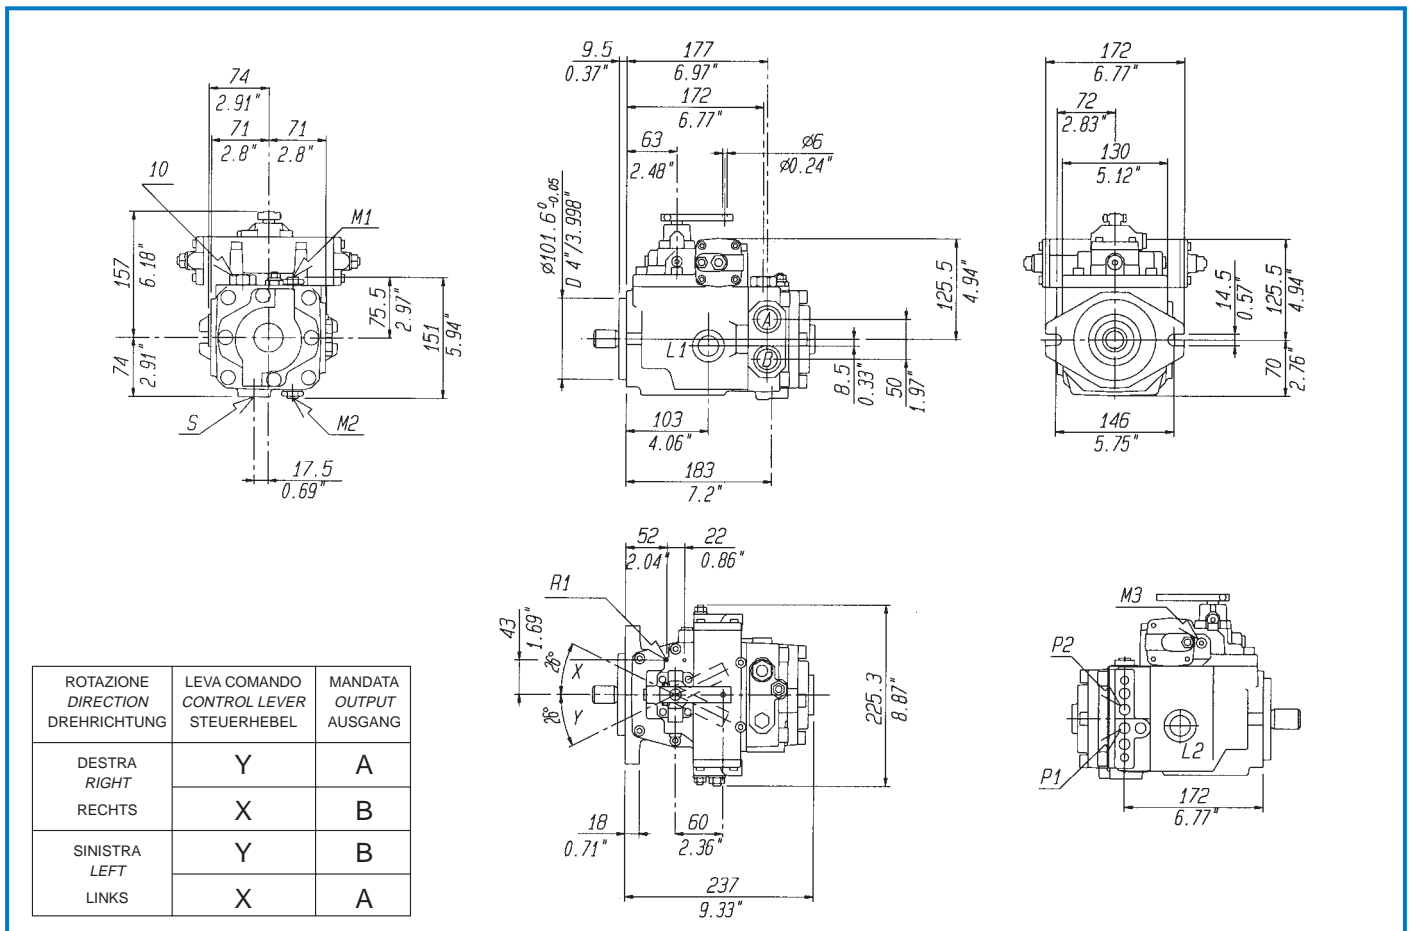 74
2.91"
71
2.8"
71
2.8"
10
M1
157
6.18"
74
2.91"
75.5
2.97"
151
5.94"
S
M2
17.5
0.69"
9.5
0.37"
177
6.97"
172
6.77"
63
2.48"
ø6
ø0.24"
ø101.6 0 -0.05
D 4"/3.998"
A
B
L1
125.5
4.94"
8.5
0.33"
50
1.97"
103
4.06"
183
7.2"
172
6.77"
72
2.83"
130
5.12"
14.5
0.57"
125.5
4.94"
70
2.76"
146
5.75"
52
2.04"
22
0.86"
R1
43
1.69"
26°
X
26°
Y
225.3
8.87"
18
0.71"
60
2.36"
237
9.33"
M3
P2
P1
L2
172
6.77"
ROTAZIONE
DIRECTION
DREHRICHTUNG
LEVA COMANDO
CONTROL LEVER
STEUERHEBEL
MANDATA
OUTPUT
AUSGANG
DESTRA
RIGHT
RECHTS
Y
A
X
B
SINISTRA
LEFT
LINKS
Y
B
X
A